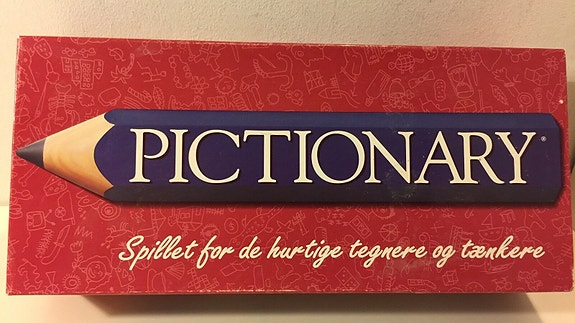 PICTIONARY®
Spillet for de hurtige tegnere og tænkere